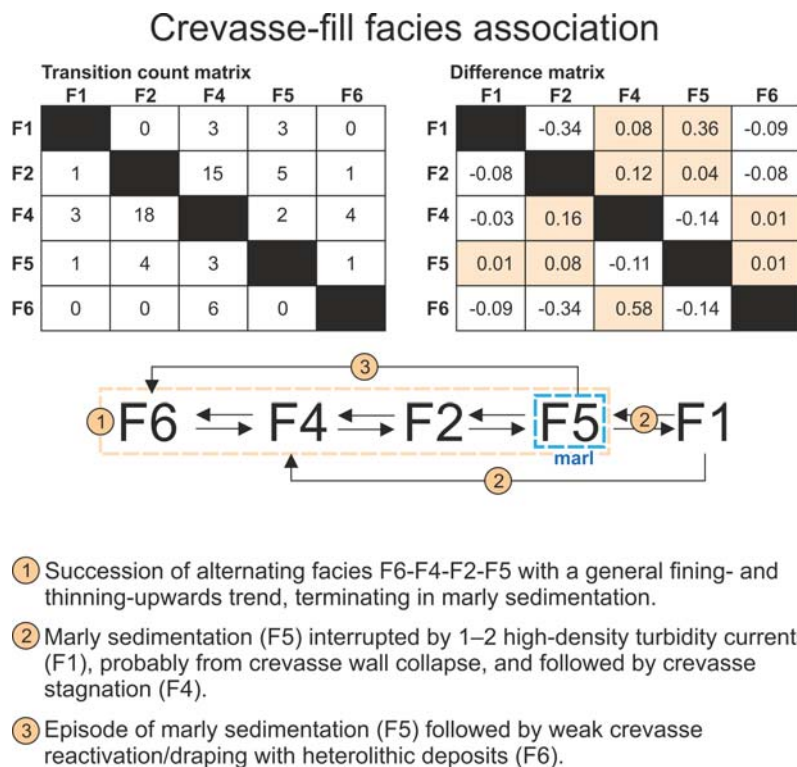 Crevasse-fill facies association
Transition count matrix
F1 F2 F4 F5 F6
F1 0 3 3 0
F2 1 15 5 1
F4 3 18 2 4
F5 1 4 3 1
F6 0 0 6 0
Difference matrix
F1 F2 F4 F5 F6
F1 -0.34 0.08 0.36 -0.09
F2 -0.08 0.12 0.04 -0.08
F4 -0.03 0.16 -0.14 0.01
F5 0.01 0.08 -0.11 0.01
F6 -0.09 -0.34 0.58 -0.14
3
1 F6 F4 F2 F5 2 F1
marl
2
1 Succession of alternating facies F6-F4-F2-F5 with a general fining- and
thinning-upwards trend, terminating in marly sedimentation.
2 Marly sedimentation (F5) interrupted by 1–2 high-density turbidity current
(F1), probably from crevasse wall collapse, and followed by crevasse
stagnation (F4).
3 Episode of marly sedimentation (F5) followed by weak crevasse
reactivation/draping with heterolithic deposits (F6).